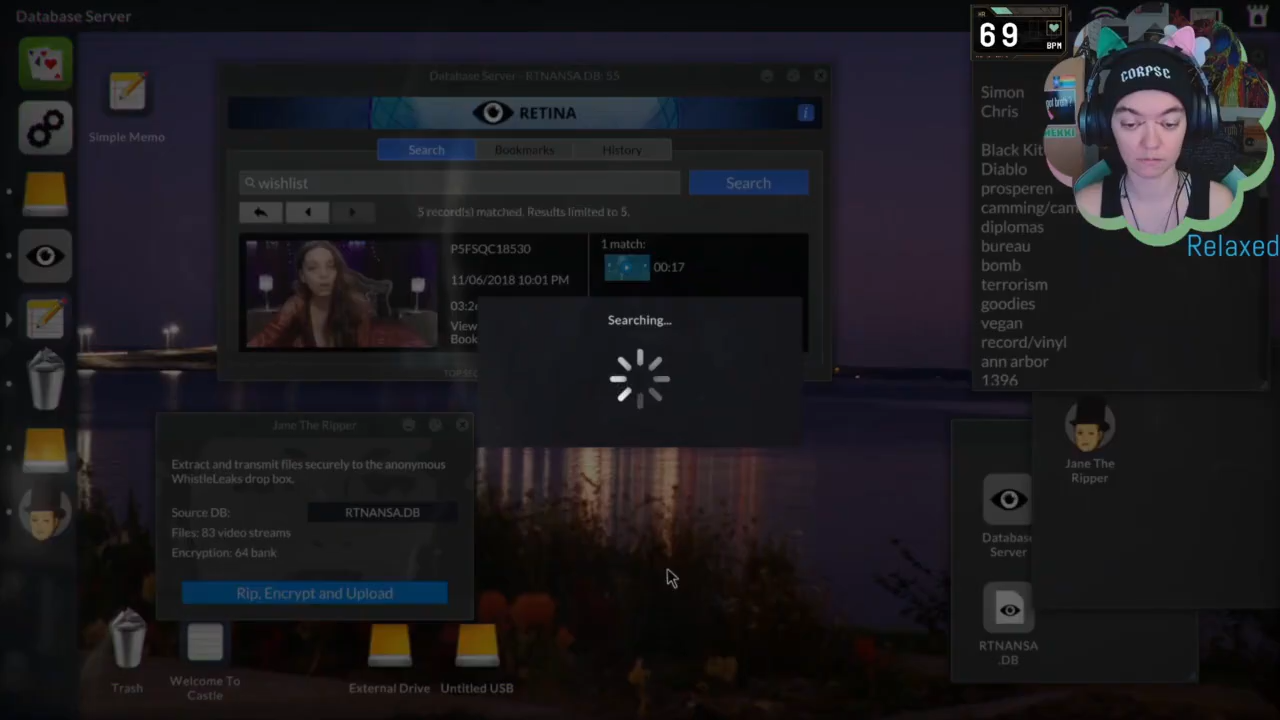 Database Server
69
HR
BPM
CORPSE
Relaxed
Simple Memo
Database Server - RTNANSA.DB: 55
RETINA
Search
Bookmarks
History
wishlist
Search
5 record(s) matched. Results limited to 5.
P5FSQC18530
11/06/2018 10:01 PM
1 match:
00:17
Searching...
Simon
Chris
Black Kit
Diablo
prosperen
camming/cam
diplomas
bureau
bomb
terrorism
goodies
vegan
record/vinyl
ann arbor
1396
Jane The Ripper
Extract and transmit files securely to the anonymous
WhistleLeaks drop box.
Source DB:
RTNANSA.DB
Files: 83 video streams
Encryption: 64 bank
Rip, Encrypt and Upload
Jane The
Ripper
Database
Server
RTNANSA
.DB
Trash
Welcome To
Castle
External Drive
Untitled USB